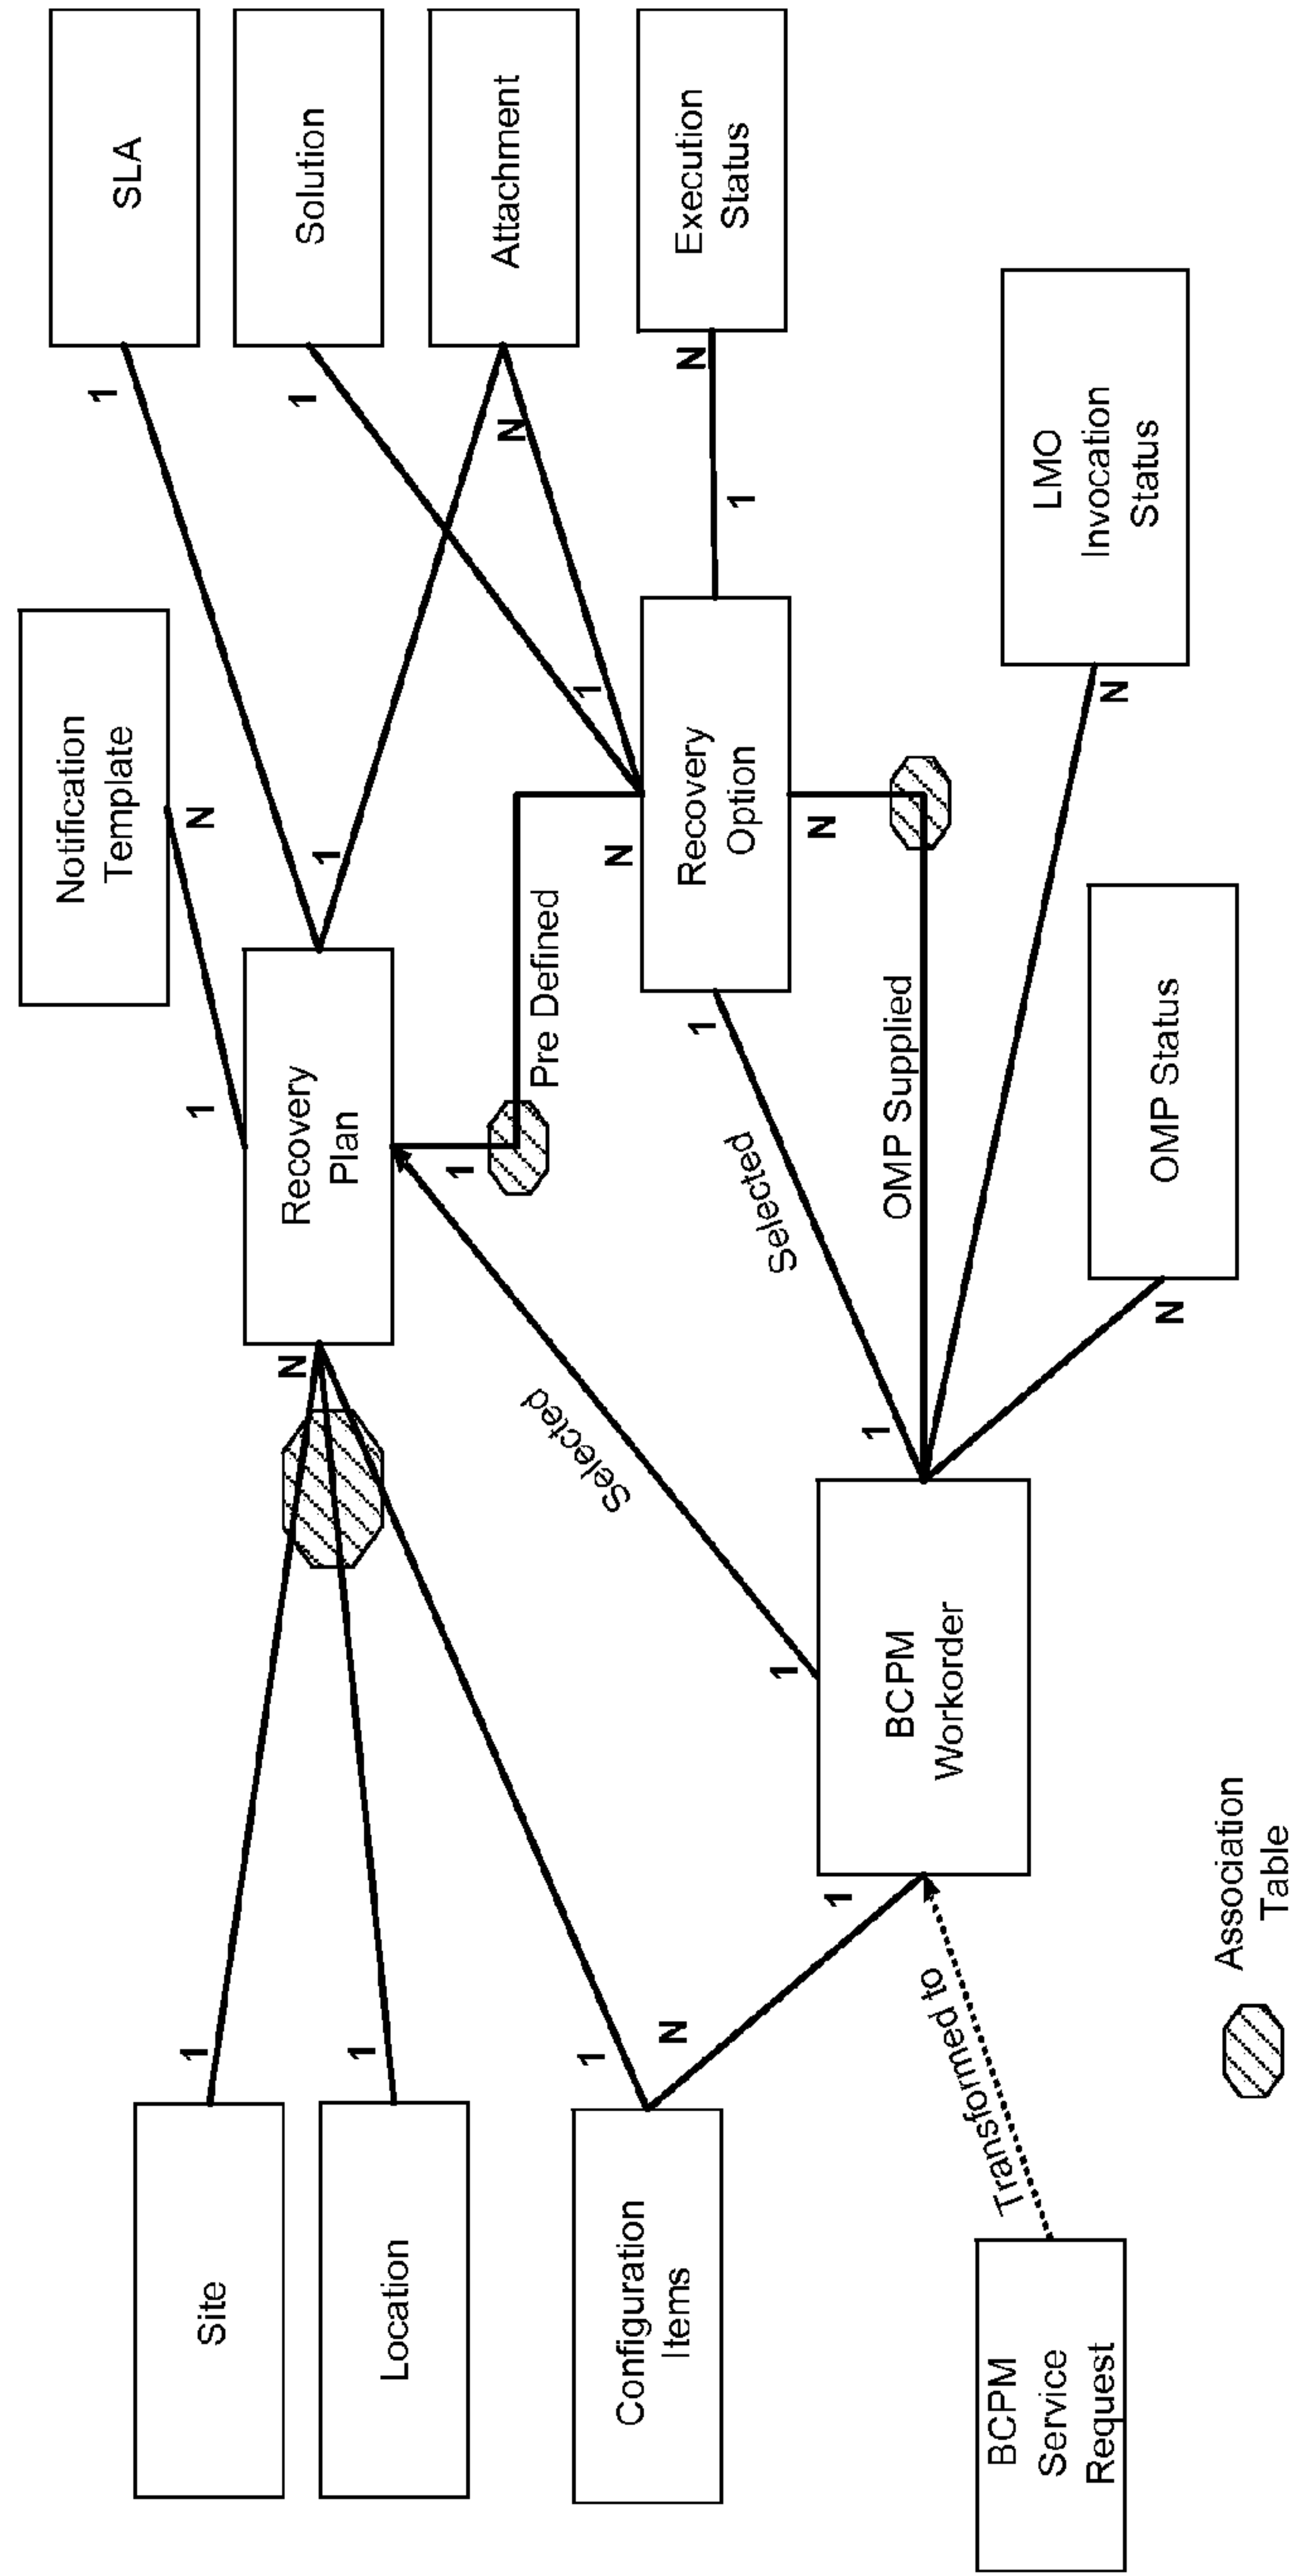 SLA
Solution
Attachment
Execution
Status
Notification
Template
LMO
Invocation
Status
Recovery
Plan
Recovery
Option
OMP Status
BCPM
Workorder
Site
Location
Configuration
Items
BCPM
Service
Request
Pre Defined
OMP Supplied
Selected
Selected
Transformed to
Association
Table
1
1
N
N
1
1
1
N
1
1
N
N
1
1
1
N
N
N
1
1
1
1
N
1